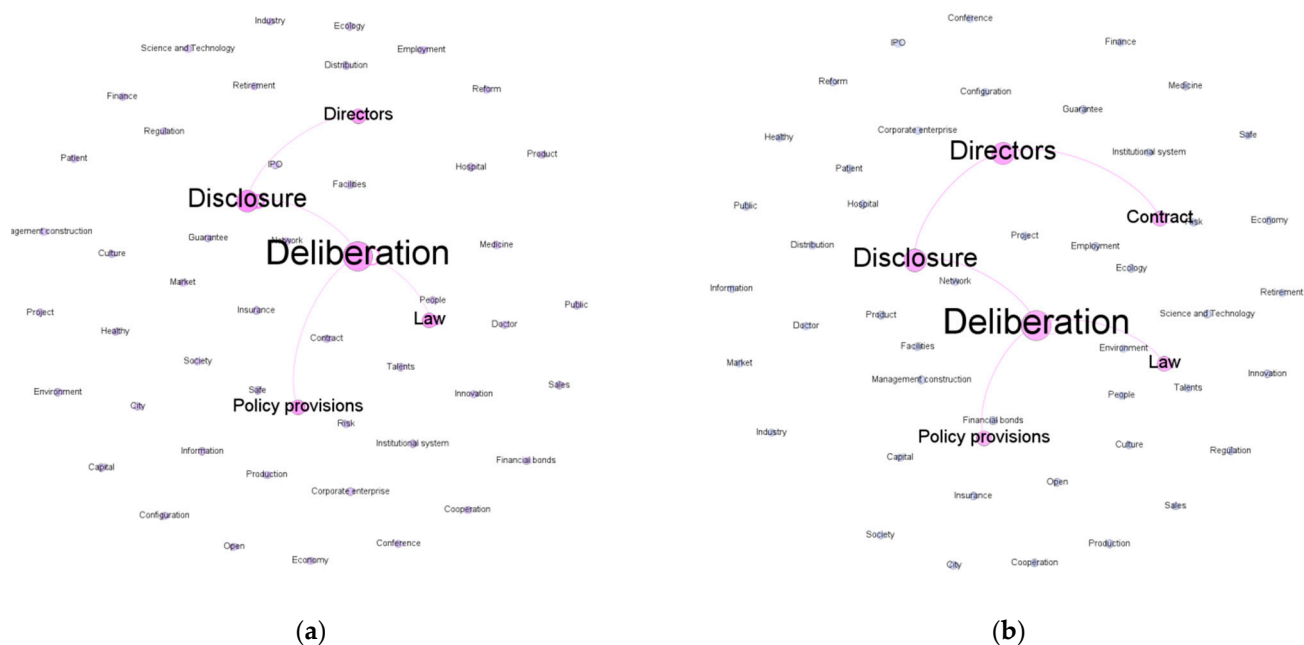 Industry
Ecology
Science and Technology
Employment
Distribution
Retirement
Reform
Finance
Directors
Regulation
Patient
IPO
Hospital
Product
Facilities
Disclosure
agement construction
Guarantee
Network
Culture
Deliberation
Medicine
Market
People
Public
Project
Insurance
Law
Doctor
Healthy
Contract
Society
Talents
Environment
Safe
Innovation
Sales
City
Policy provisions
Risk
Institutional system
Information
Capital
Production
Financial bonds
Corporate enterprise
Configuration
Cooperation
Open
Conference
Economy
(a)
Conference
IPO
Finance
Reform
Configuration
Medicine
Guarantee
Healthy
Corporate enterprise
Safe
Directors
Institutional system
Patient
Public
Hospital
Contract
Risk
Economy
Distribution
Project
Employment
Disclosure
Ecology
Information
Network
Retirement
Doctor
Product
Deliberation
Science and Technology
Facilities
Environment
Market
Law
Management construction
Innovation
Talents
People
Financial bonds
Industry
Policy provisions
Culture
Capital
Regulation
Open
Insurance
Sales
Society
Production
City
Cooperation
(b)